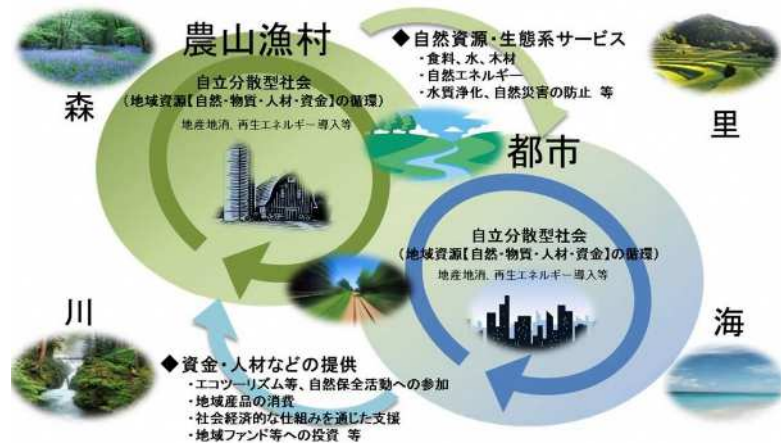 農山漁村
◆自然資源・生態系サービス
・食料、水、木材
・自然エネルギー
・水質浄化、自然災害の防止 等
森
自立分散型社会
（地域資源【自然・物質・人材・資金】の循環）
地産地消、再生エネルギー導入等
里
都市
自立分散型社会
（地域資源【自然・物質・人材・資金】の循環）
地産地消、再生エネルギー導入等
川
海
◆資金・人材などの提供
・エコツーリズム等、自然保全活動への参加
・地域産品の消費
・社会経済的な仕組みを通じた支援
・地域ファンド等への投資 等